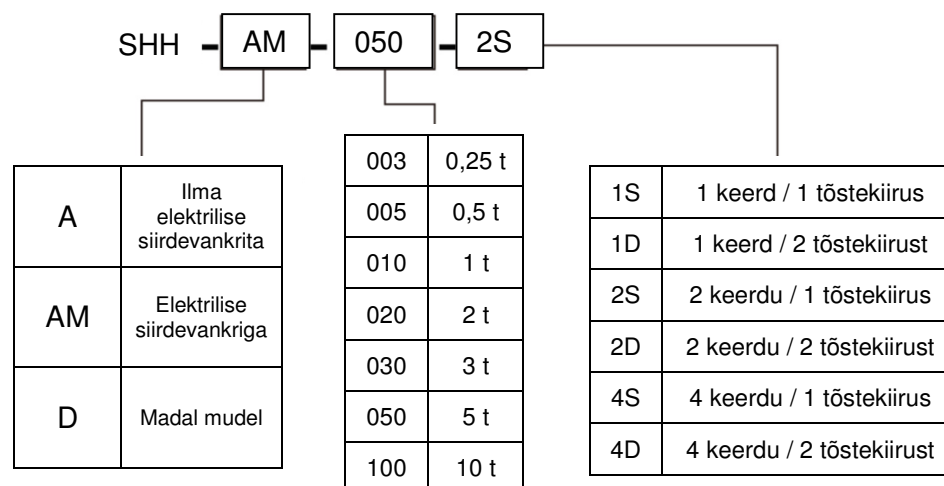 SHH - AM - 050 - 2S
A
Ilma
elektrilise
siirdevankrita
AM
Elektrilise
siirdevankriga
D
Madal mudel
003 0,25 t
005 0,5 t
010 1 t
020 2 t
030 3 t
050 5 t
100 10 t
1S 1 keerd / 1 tõstekiirus
1D 1 keerd / 2 tõstekiirust
2S 2 keerdu / 1 tõstekiirus
2D 2 keerdu / 2 tõstekiirust
4S 4 keerdu / 1 tõstekiirus
4D 4 keerdu / 2 tõstekiirust